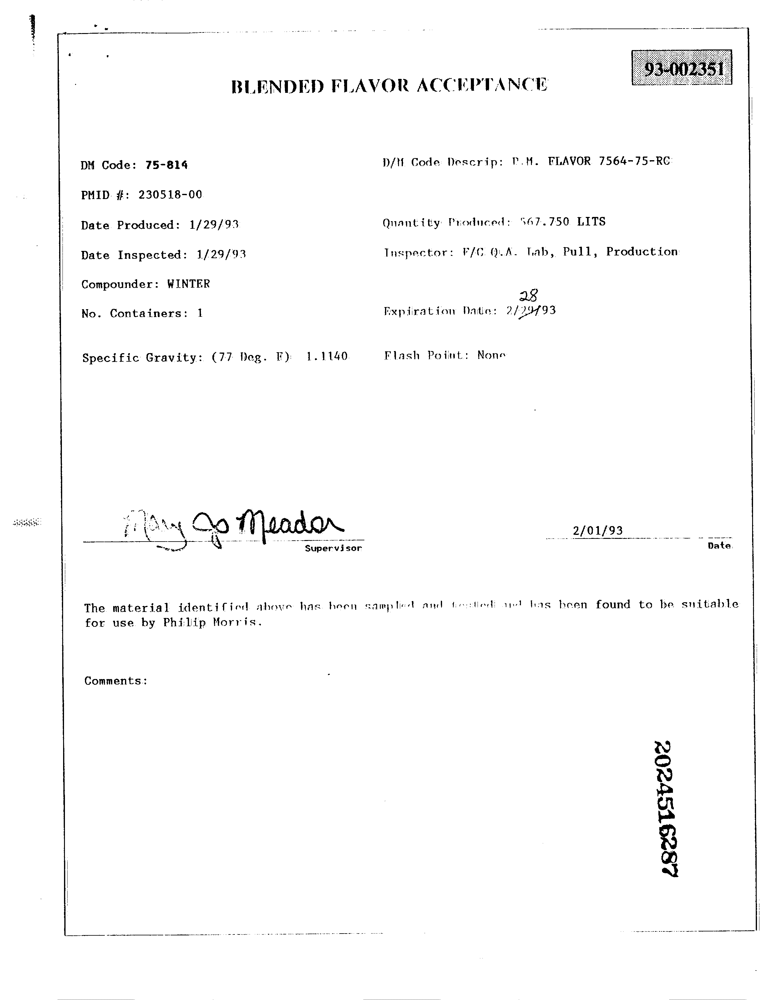 93-002351
BLENDED FLAVOR ACCEPTANCE
DM Code: 75-814 D/M Code Descrip: P.M. FLAVOR 7564-75-RC
PMID #: 230518-00
Date Produced: 1/29/93 Quantity Produced: 567.750 LITS
Date Inspected: 1/29/93 Inspector: F/C Q.A. Lab, Pull, Production
Compounder: WINTER
28
No. Containers: 1 Expiration Date: 2/29/93
Specific Gravity: (77 Deg. F) 1.1140 Flash Point: None
Mary Jo Meador 2/01/93
Supervisor Date
The material identified above has been sampled and tested and has been found to be suitable
for use by Philip Morris.
Comments:
2024516287